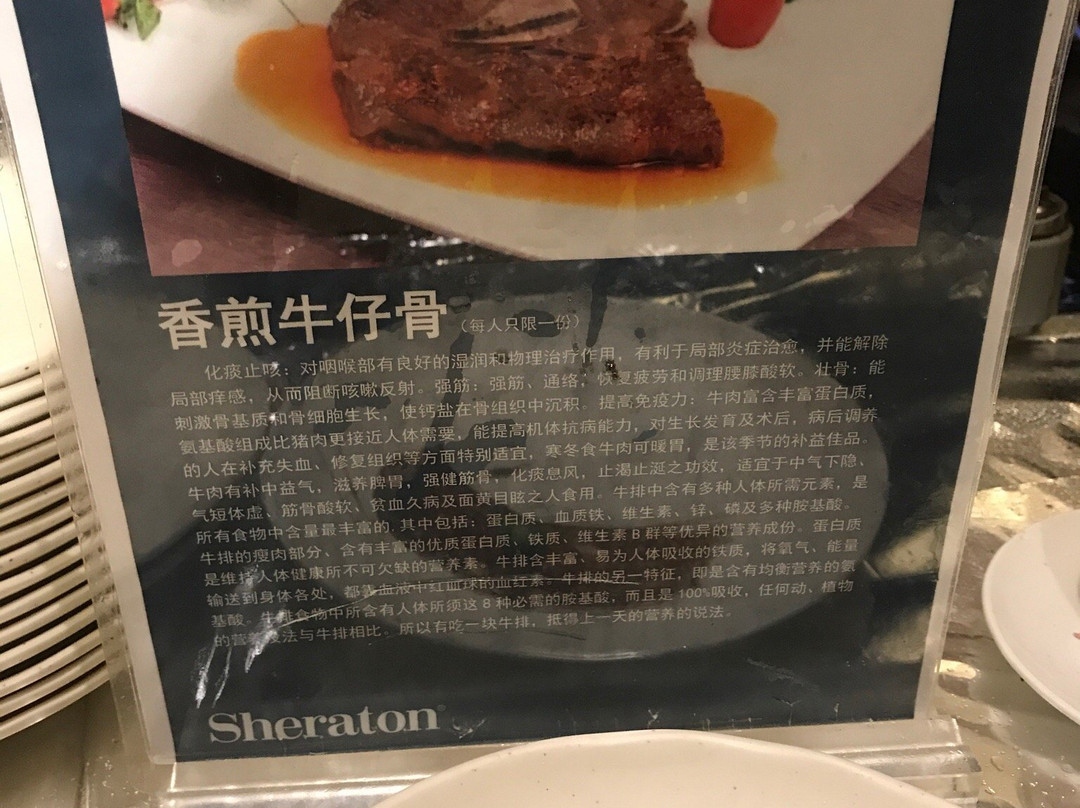 香煎牛仔骨（每人只限一份）
化痰止咳：对咽喉部有良好的湿润和物理治疗作用，有利于局部炎症治愈，并能解除
局部痒感，从而阻断咳嗽反射。强筋：强筋、通络，恢复疲劳和调理腰膝酸软。壮骨：能
刺激骨基质和骨细胞生长，使钙盐在骨组织中沉积。提高免疫力：牛肉富含丰富蛋白质，
氨基酸组成比猪肉更接近人体需要，能提高机体抗病能力，对生长发育及术后，病后调养
的人在补充失血、修复组织等方面特别适宜，寒冬食牛肉可暖胃，是该季节的补益佳品。
牛肉有补中益气，滋养脾胃，强健筋骨，化痰息风，止渴止涎之功效，适宜于中气下隐、
气短体虚、筋骨酸软、贫血久病及面黄目眩之人食用。牛排中含有多种人体所需元素，是
所有食物中含量最丰富的.其中包括：蛋白质、血质铁、维生素、锌、磷及多种胺基酸。
牛排的瘦肉部分、含有丰富的优质蛋白质、铁质、维生素B群等优异的营养成份。蛋白质
是维持人体健康所不可欠缺的营养素、牛排含丰富、易为人体吸收的铁质，将氧气、能量
输送到身体各处，都靠血液中红血球的血红素、牛排的另一特征，即是含有均衡营养的氨
基酸。牛排食物中所含有人体所须这8种必需的胺基酸，而且是100%吸收，任何动、植物
的营养没法与牛排相比。所以有吃一块牛排，抵得上一天的营养的说法。
Sheraton